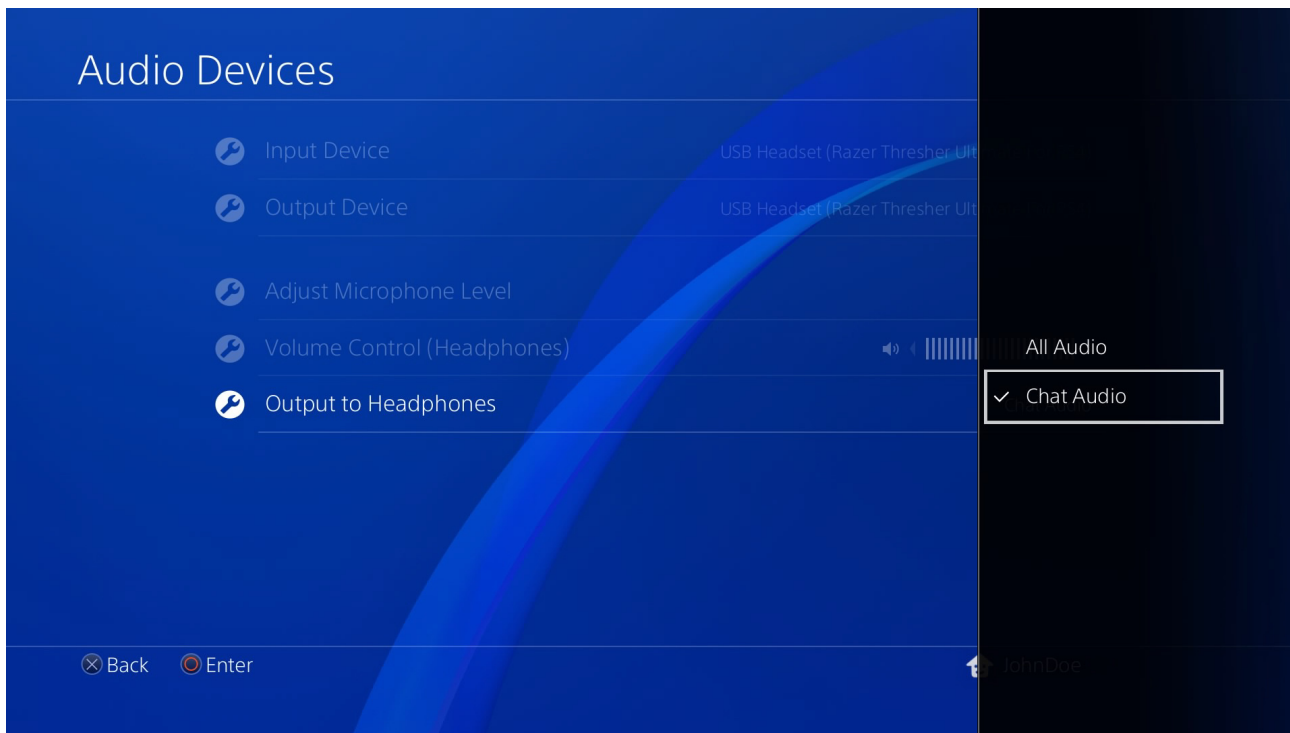 Audio Devices
Input Device
USB Headset (Razer Thresher Ult
Output Device
USB Headset (Razer Thresher Ult
Adjust Microphone Level
Volume Control (Headphones)
Output to Headphones
All Audio
Chat Audio
Back
Enter
JohnDoe